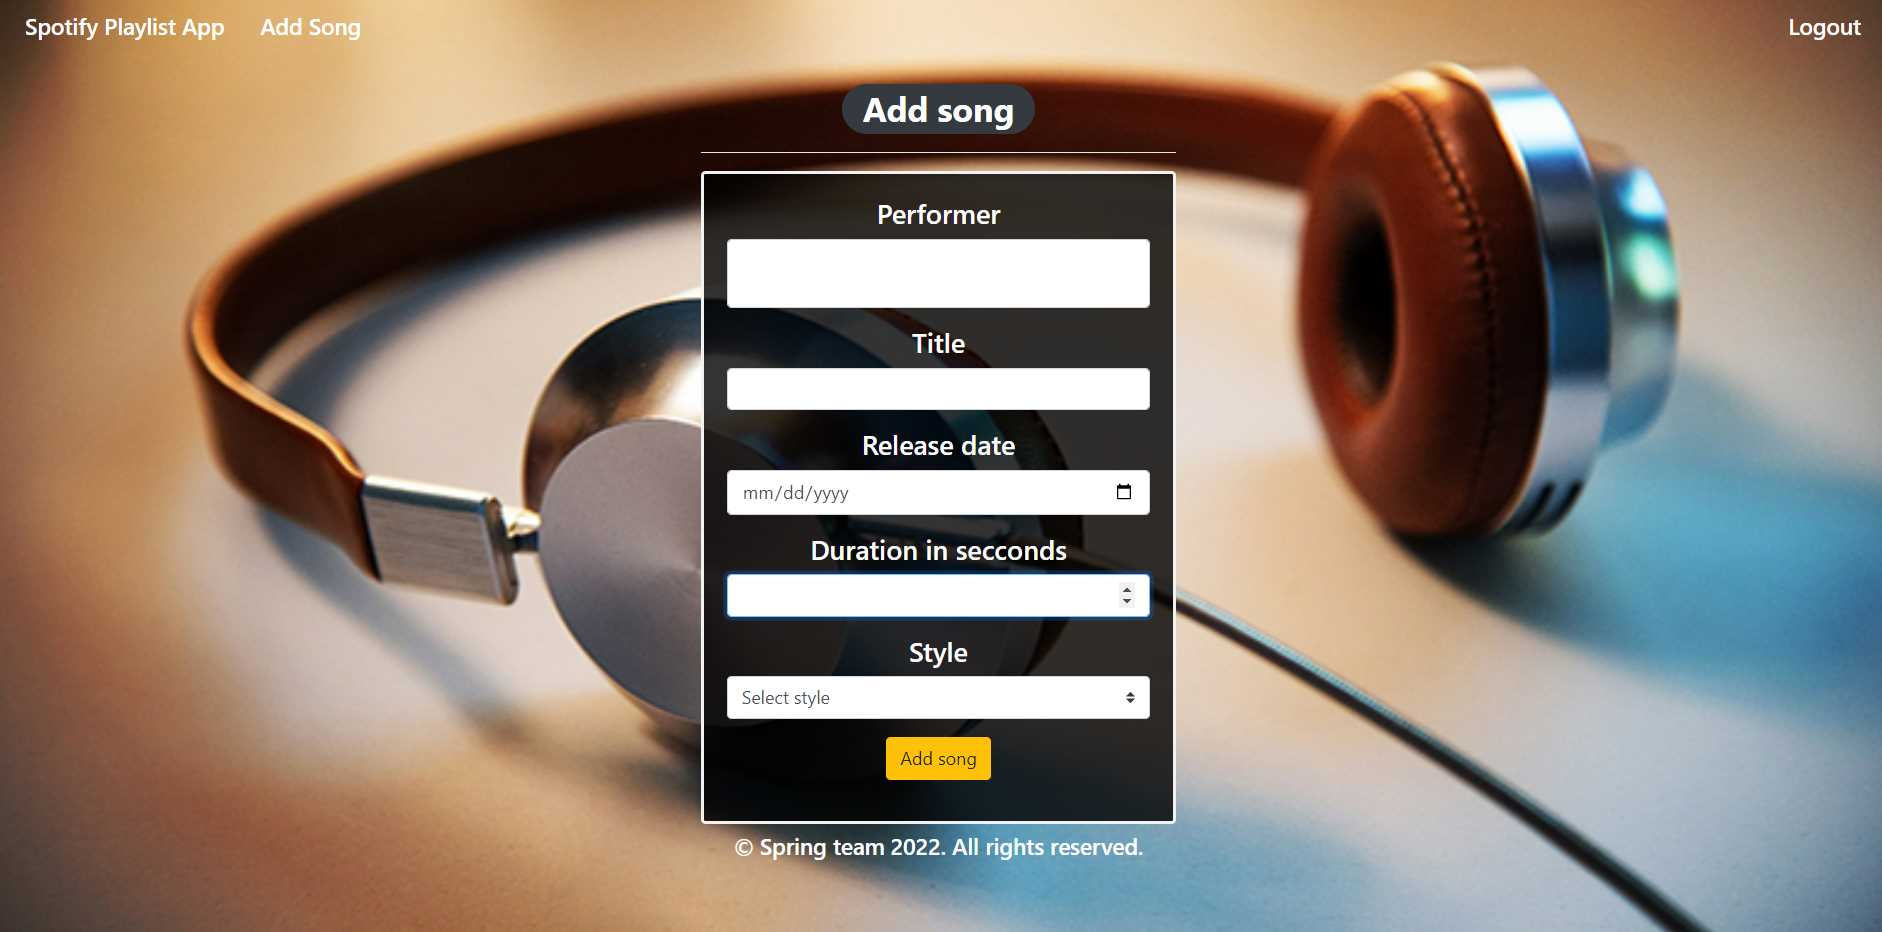 Spotify Playlist App Add Song Logout
Add song
Performer
Title
Release date
mm/dd/yyyy
Duration in secconds
Style
Select style
Add song
© Spring team 2022. All rights reserved.